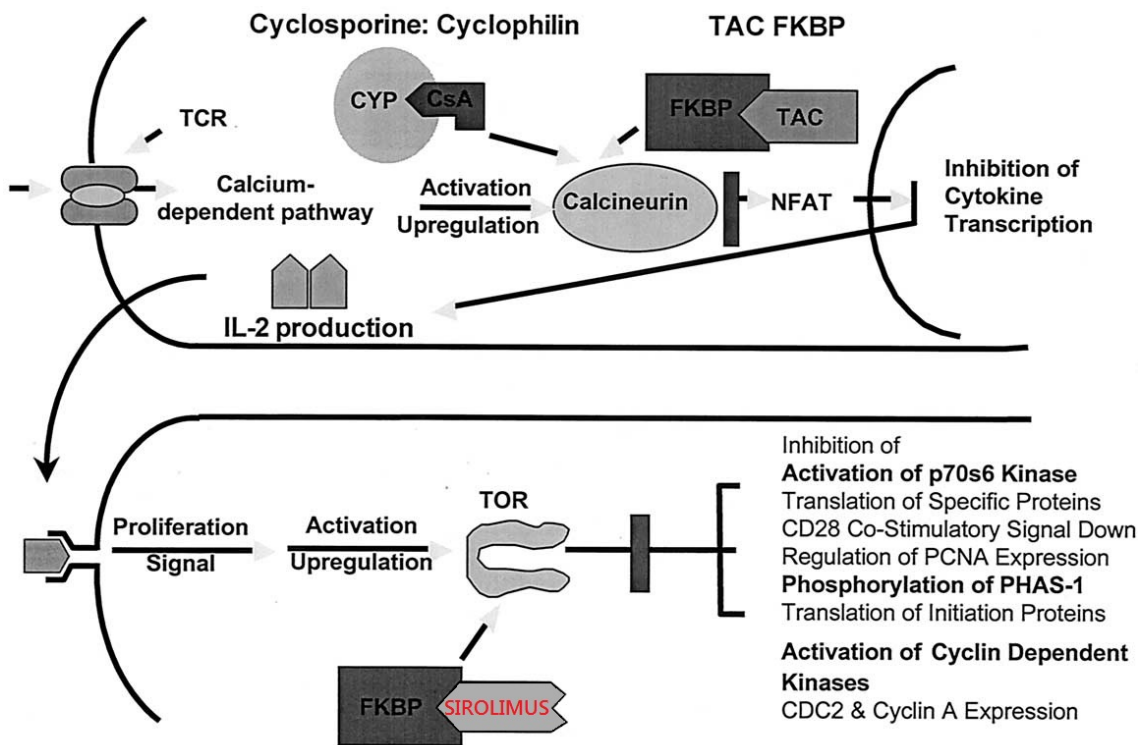 Cyclosporine: Cyclophilin
TAC FKBP
CYP
CsA
FKBP
TAC
TCR
Calcium-
dependent pathway
Activation
Upregulation
Calcineurin
NFAT
Inhibition of
Cytokine
Transcription
IL-2 production
Proliferation
Signal
Activation
Upregulation
TOR
FKBP
SIROLIMUS
Inhibition of
Activation of p70s6 Kinase
Translation of Specific Proteins
CD28 Co-Stimulatory Signal Down
Regulation of PCNA Expression
Phosphorylation of PHAS-1
Translation of Initiation Proteins
Activation of Cyclin Dependent
Kinases
CDC2 & Cyclin A Expression